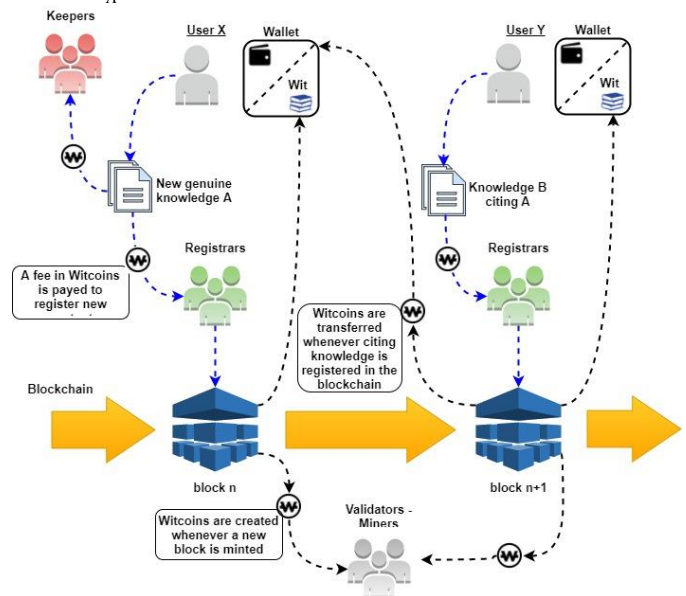 Keepers
User X
Wallet
User Y
Wallet
Wit
Wit
New genuine
knowledge A
Knowledge B
citing A
Registrars
Registrars
A fee in Witcoins
is payed to
register new
Witcoins are
transferred
whenever citing
knowledge is
registered in the
blockchain
Blockchain
block n
block n+1
Witcoins are created
whenever a new
block is minted
Validators -
Miners